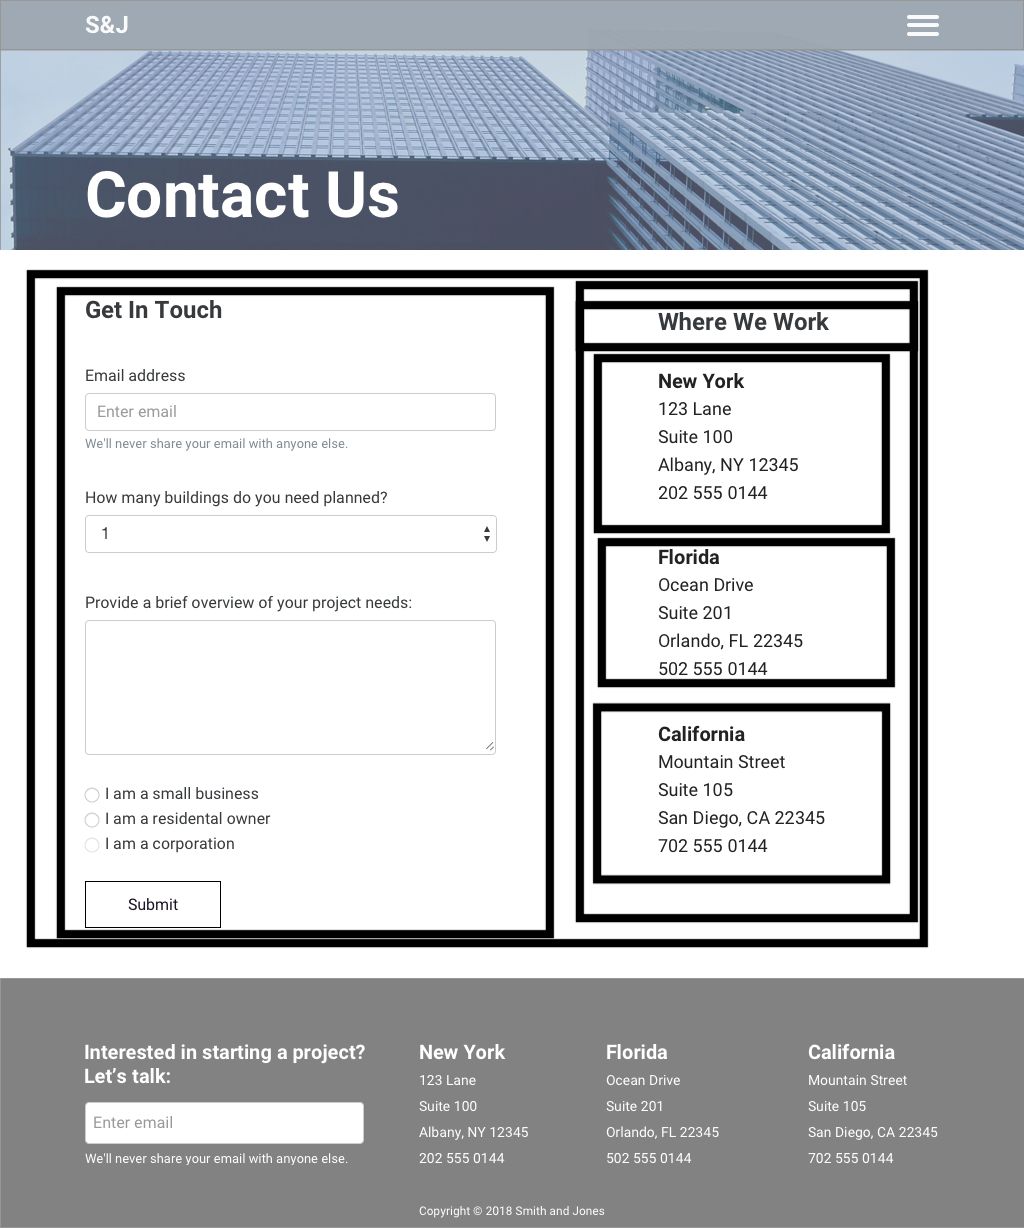 S&J
Contact Us
Get In Touch
Email address
Enter email
We'll never share your email with anyone else.
How many buildings do you need planned?
1
Provide a brief overview of your project needs:
I am a small business
I am a residental owner
I am a corporation
Submit
Where We Work
New York
123 Lane
Suite 100
Albany, NY 12345
202 555 0144
Florida
Ocean Drive
Suite 201
Orlando, FL 22345
502 555 0144
California
Mountain Street
Suite 105
San Diego, CA 22345
702 555 0144
Interested in starting a project?
Let's talk:
Enter email
We'll never share your email with anyone else.
New York
123 Lane
Suite 100
Albany, NY 12345
202 555 0144
Florida
Ocean Drive
Suite 201
Orlando, FL 22345
502 555 0144
California
Mountain Street
Suite 105
San Diego, CA 22345
702 555 0144
Copyright © 2018 Smith and Jones